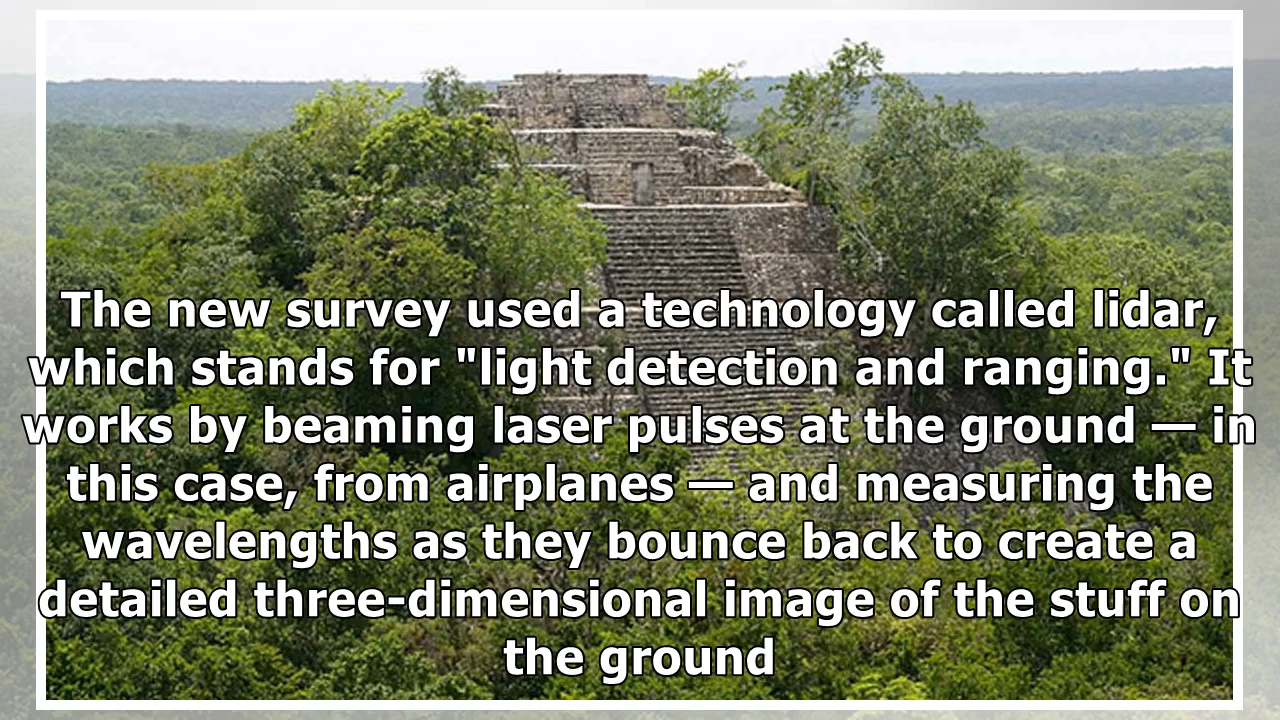 The new survey used a technology called lidar,
which stands for "light detection and ranging." It
works by beaming laser pulses at the ground — in
this case, from airplanes — and measuring the
wavelengths as they bounce back to create a
detailed three-dimensional image of the stuff on
the ground